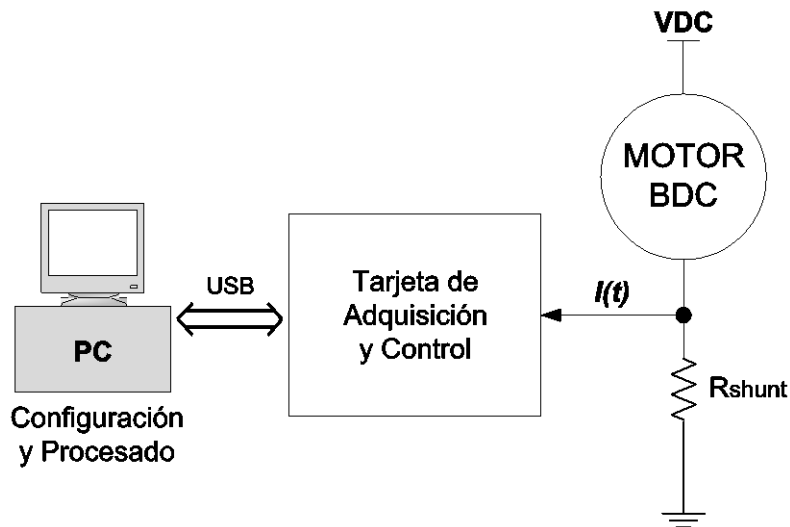 VDC
MOTOR
BDC
USB
Tarjeta de
Adquisición
y Control
I(t)
PC
Rshunt
Configuración
y Procesado